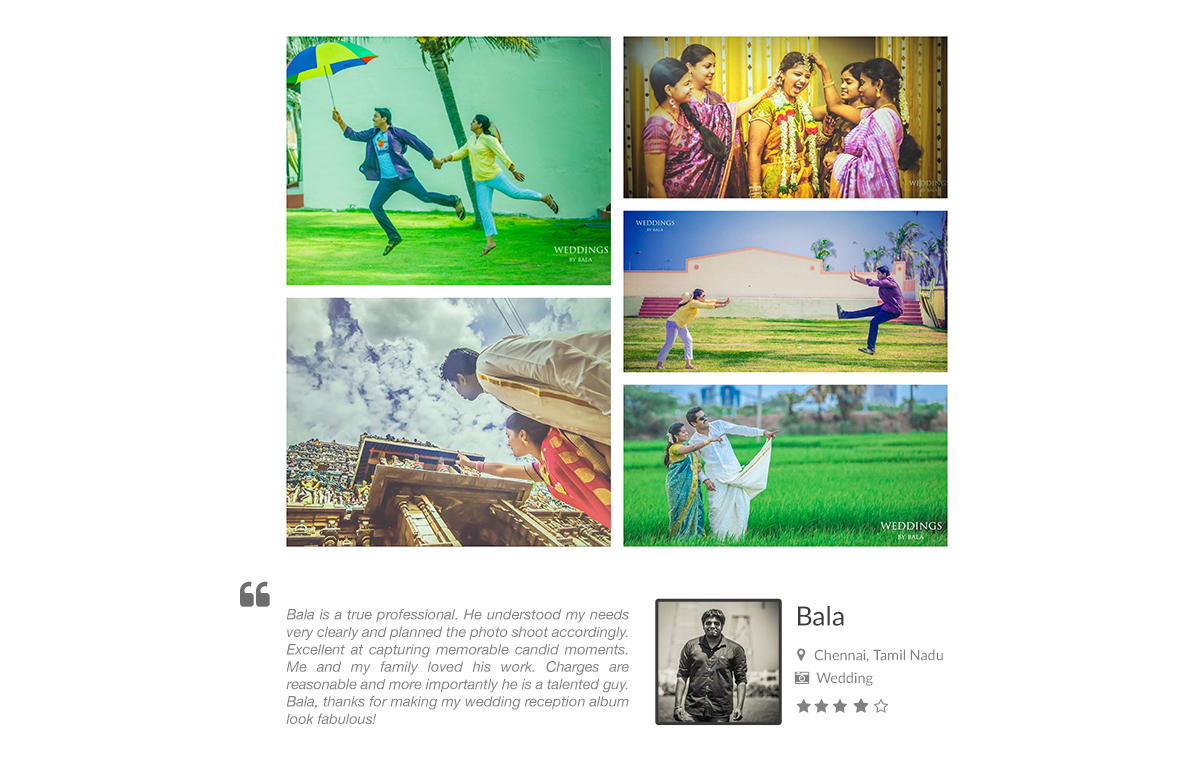 WEDDINGS
BY BALA
WEDDINGS
BY BALA
WEDDINGS
BY BALA
WEDDINGS
BY BALA
Bala is a true professional. He understood my needs
very clearly and planned the photo shoot accordingly.
Excellent at capturing memorable candid moments.
Me and my family loved his work. Charges are
reasonable and more importantly he is a talented guy.
Bala, thanks for making my wedding reception album
look fabulous!
Bala
Chennai, Tamil Nadu
Wedding